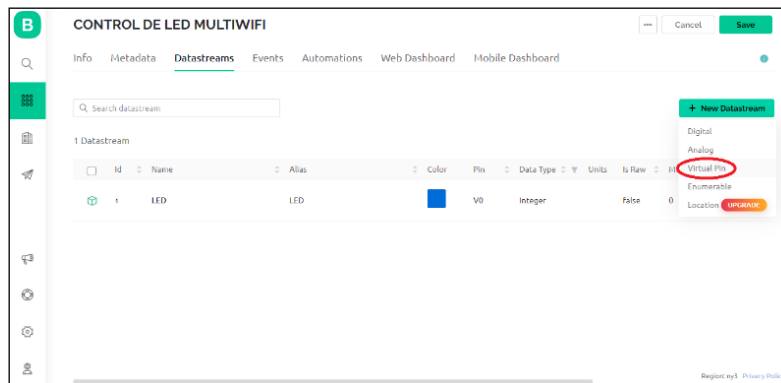 B
CONTROL DE LED MULTIWIFI
... Cancel Save
Info Metadata Datastreams Events Automations Web Dashboard Mobile Dashboard
Search datastream
+ New Datastream
Digital
Analog
Virtual Pin
Enumerable
Location UPGRADE
1 Datastream
Id Name Alias Color Pin Data Type Units Is Raw
1 LED LED V0 Integer false 0
Region: ny3 Privacy Poli